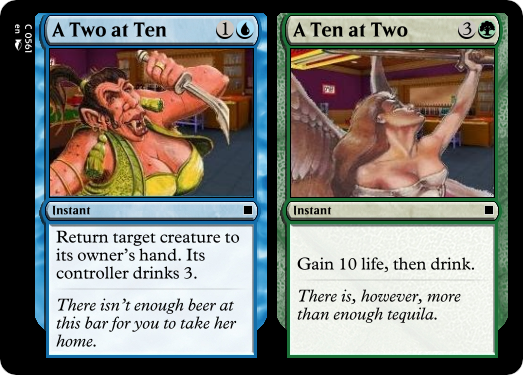 C 0561
en
A Two at Ten 1
Instant
Return target creature to
its owner's hand. Its
controller drinks 3.
There isn't enough beer at
this bar for you to take her
home.
A Ten at Two 3
Instant
Gain 10 life, then drink.
There is, however, more
than enough tequila.